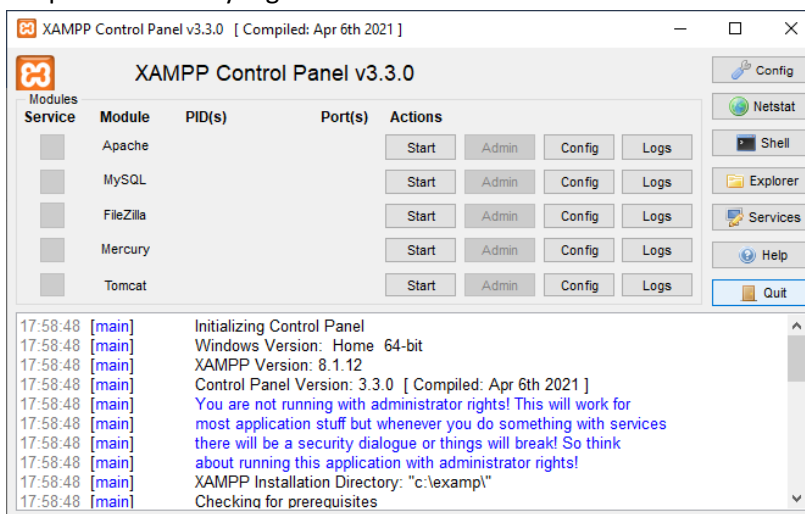 XAMPP Control Panel v3.3.0 [ Compiled: Apr 6th 2021 ]
XAMPP Control Panel v3.3.0
Config
Modules
Service Module PID(s) Port(s) Actions
Netstat
Apache Start Admin Config Logs
Shell
MySQL Start Admin Config Logs
Explorer
FileZilla Start Admin Config Logs
Services
Mercury Start Admin Config Logs
Help
Tomcat Start Admin Config Logs
Quit
17:58:48 [main] Initializing Control Panel
17:58:48 [main] Windows Version: Home 64-bit
17:58:48 [main] XAMPP Version: 8.1.12
17:58:48 [main] Control Panel Version: 3.3.0 [ Compiled: Apr 6th 2021 ]
17:58:48 [main] You are not running with administrator rights! This will work for
17:58:48 [main] most application stuff but whenever you do something with services
17:58:48 [main] there will be a security dialogue or things will break! So think
17:58:48 [main] about running this application with administrator rights!
17:58:48 [main] XAMPP Installation Directory: "c:\examp\"
17:58:48 [main] Checking for prerequisites